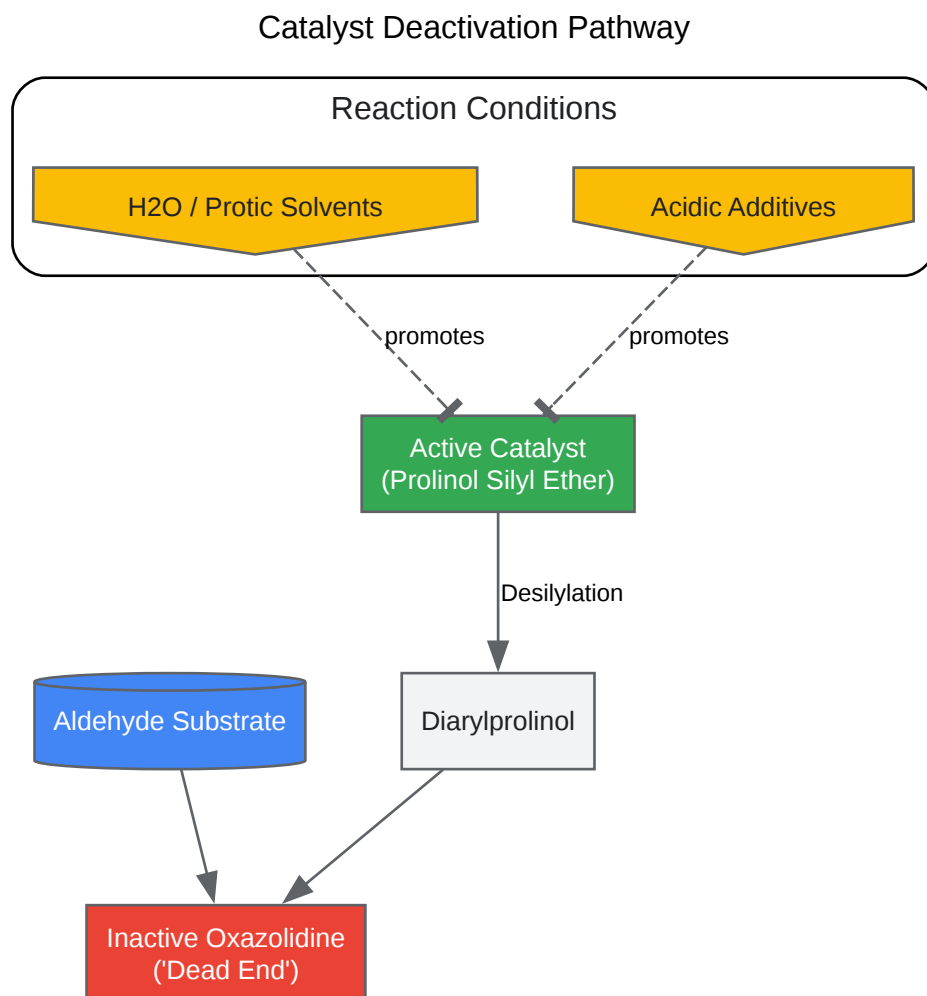 Catalyst Deactivation Pathway
Reaction Conditions
H2O / Protic Solvents
Acidic Additives
promotes
promotes
Active Catalyst
(Prolinol Silyl Ether)
Desilylation
Aldehyde Substrate
Diarylprolinol
Inactive Oxazolidine
('Dead End')